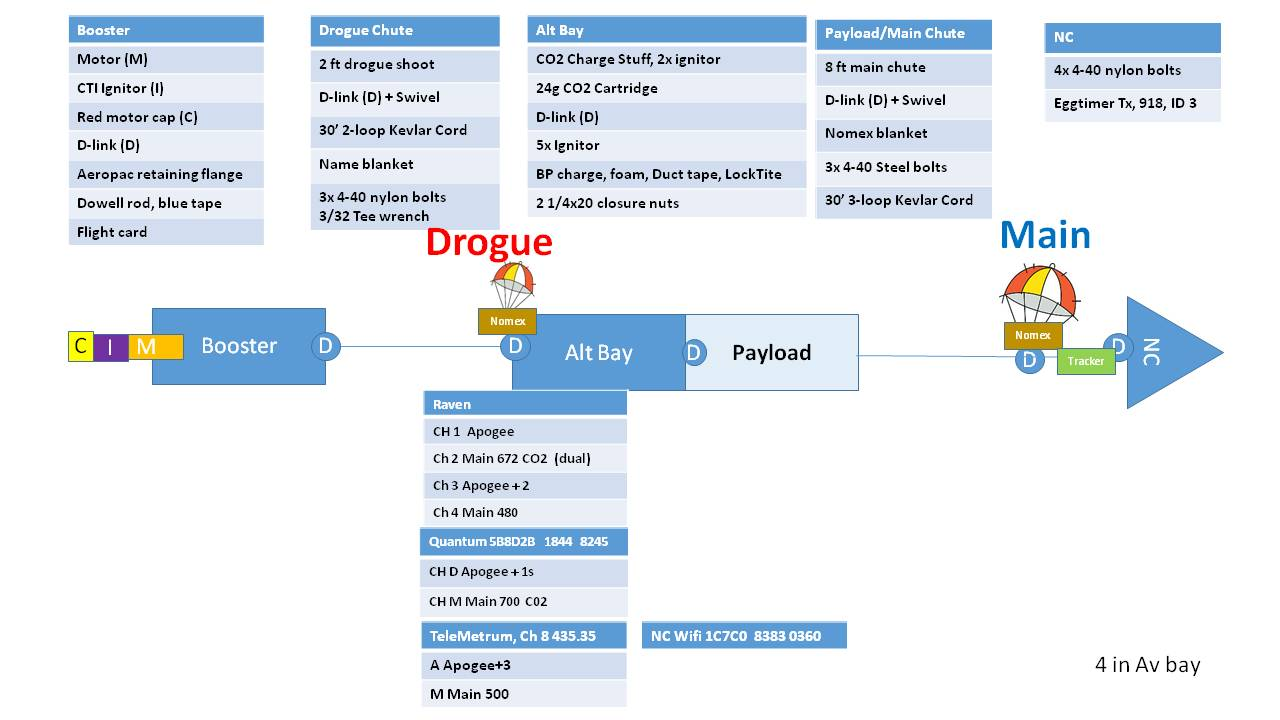 Booster
Motor (M)
CTI Ignitor (I)
Red motor cap (C)
D-link (D)
Aeropac retaining flange
Dowell rod, blue tape
Flight card
Drogue Chute
2 ft drogue shoot
D-link (D) + Swivel
30’ 2-loop Kevlar Cord
Name blanket
3x 4-40 nylon bolts
3/32 Tee wrench
Alt Bay
CO2 Charge Stuff, 2x ignitor
24g CO2 Cartridge
D-link (D)
5x Ignitor
BP charge, foam, Duct tape, LockTite
2 1/4x20 closure nuts
Payload/Main Chute
8 ft main chute
D-link (D) + Swivel
Nomex blanket
3x 4-40 Steel bolts
30’ 3-loop Kevlar Cord
NC
4x 4-40 nylon bolts
Eggtimer Tx, 918, ID 3
Drogue
Main
Nomex
Nomex
C I M
Booster
D
D
Alt Bay
D
Payload
D
Tracker
D
NC
Raven
CH 1 Apogee
Ch 2 Main 672 CO2 (dual)
Ch 3 Apogee + 2
Ch 4 Main 480
Quantum 5B8D2B 1844 8245
CH D Apogee + 1s
CH M Main 700 C02
TeleMetrum, Ch 8 435.35
A Apogee+3
M Main 500
NC Wifi 1C7C0 8383 0360
4 in Av bay